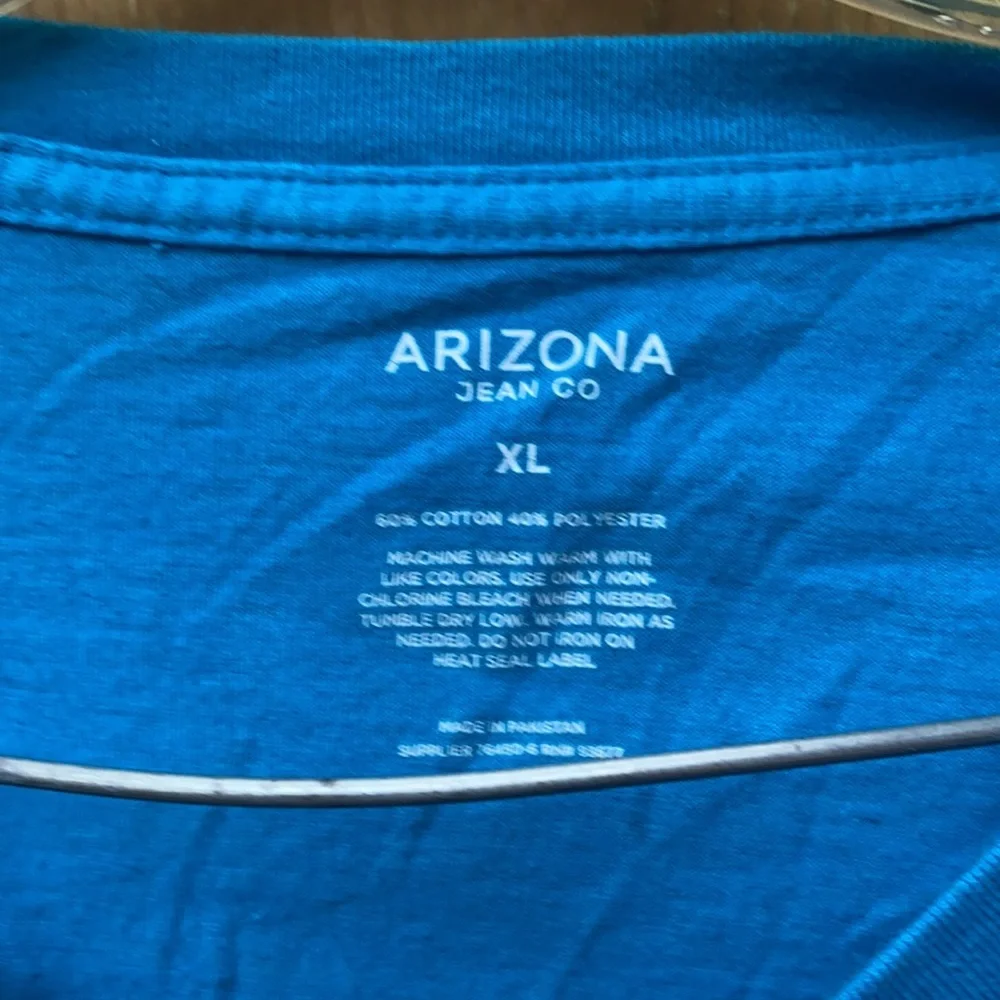 ARIZONA
JEAN CO
XL
60% COTTON 40% POLYESTER
MACHINE WASH WARM WITH
LIKE COLORS. USE ONLY NON-
CHLORINE BLEACH WHEN NEEDED.
TUMBLE DRY LOW. WARM IRON AS
NEEDED. DO NOT IRON ON
HEAT SEAL LABEL
MADE IN PAKISTAN
SUPPLIER RN#